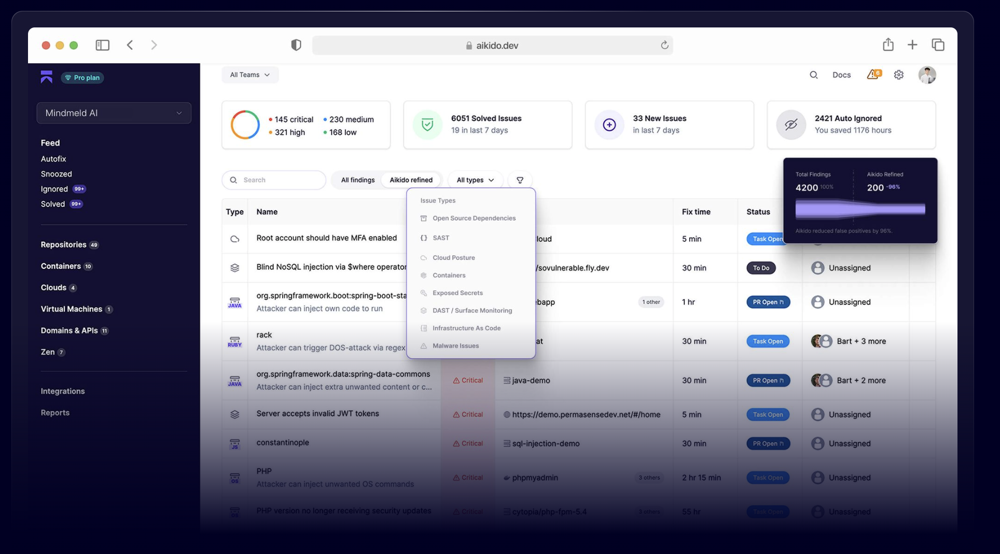 aikido.dev
Pro plan
All Teams
Docs
6
Mindmeld AI
145 critical
230 medium
321 high
168 low
6051 Solved Issues
19 in last 7 days
33 New Issues
in last 7 days
2421 Auto Ignored
You saved 1176 hours
Feed
Autofix
Snoozed
Ignored 99+
Solved 99+
Repositories 49
Containers 10
Clouds 4
Virtual Machines 1
Domains & APIs 11
Zen 7
Integrations
Reports
Search
All findings
Aikido refined
All types
Total Findings
4200 100%
Aikido Refined
200 -96%
Aikido reduced false positives by 96%.
Issue Types
Open Source Dependencies
SAST
Cloud Posture
Containers
Exposed Secrets
DAST / Surface Monitoring
Infrastructure As Code
Malware Issues
Type Name Fix time Status
Root account should have MFA enabled loud 5 min Task Open
Blind NoSQL injection via $where operator /sovulnerable.fly.dev 30 min To Do Unassigned
JAVA org.springframework.boot:spring-boot-sta ebapp 1 other 1 hr PR Open Unassigned
Attacker can inject own code to run
RUBY rack at 30 min Task Open Bart + 3 more
Attacker can trigger DOS-attack via regex
JAVA org.springframework.data:spring-data-commons Critical java-demo 30 min PR Open Bart + 2 more
Attacker can inject extra unwanted content or c...
Server accepts invalid JWT tokens Critical https://demo.permasensedev.net/#/home 5 min Task Open Unassigned
JS constantinople Critical sql-injection-demo 30 min PR Open Unassigned
OS PHP Critical phpmyadmin 3 others 2 hr 15 min Task Open Unassigned
Attacker can inject unwanted OS commands
OS PHP version no longer receiving security updates Critical cytopia/php-fpm-5.4 3 others 55 hr Task Open Unassigned